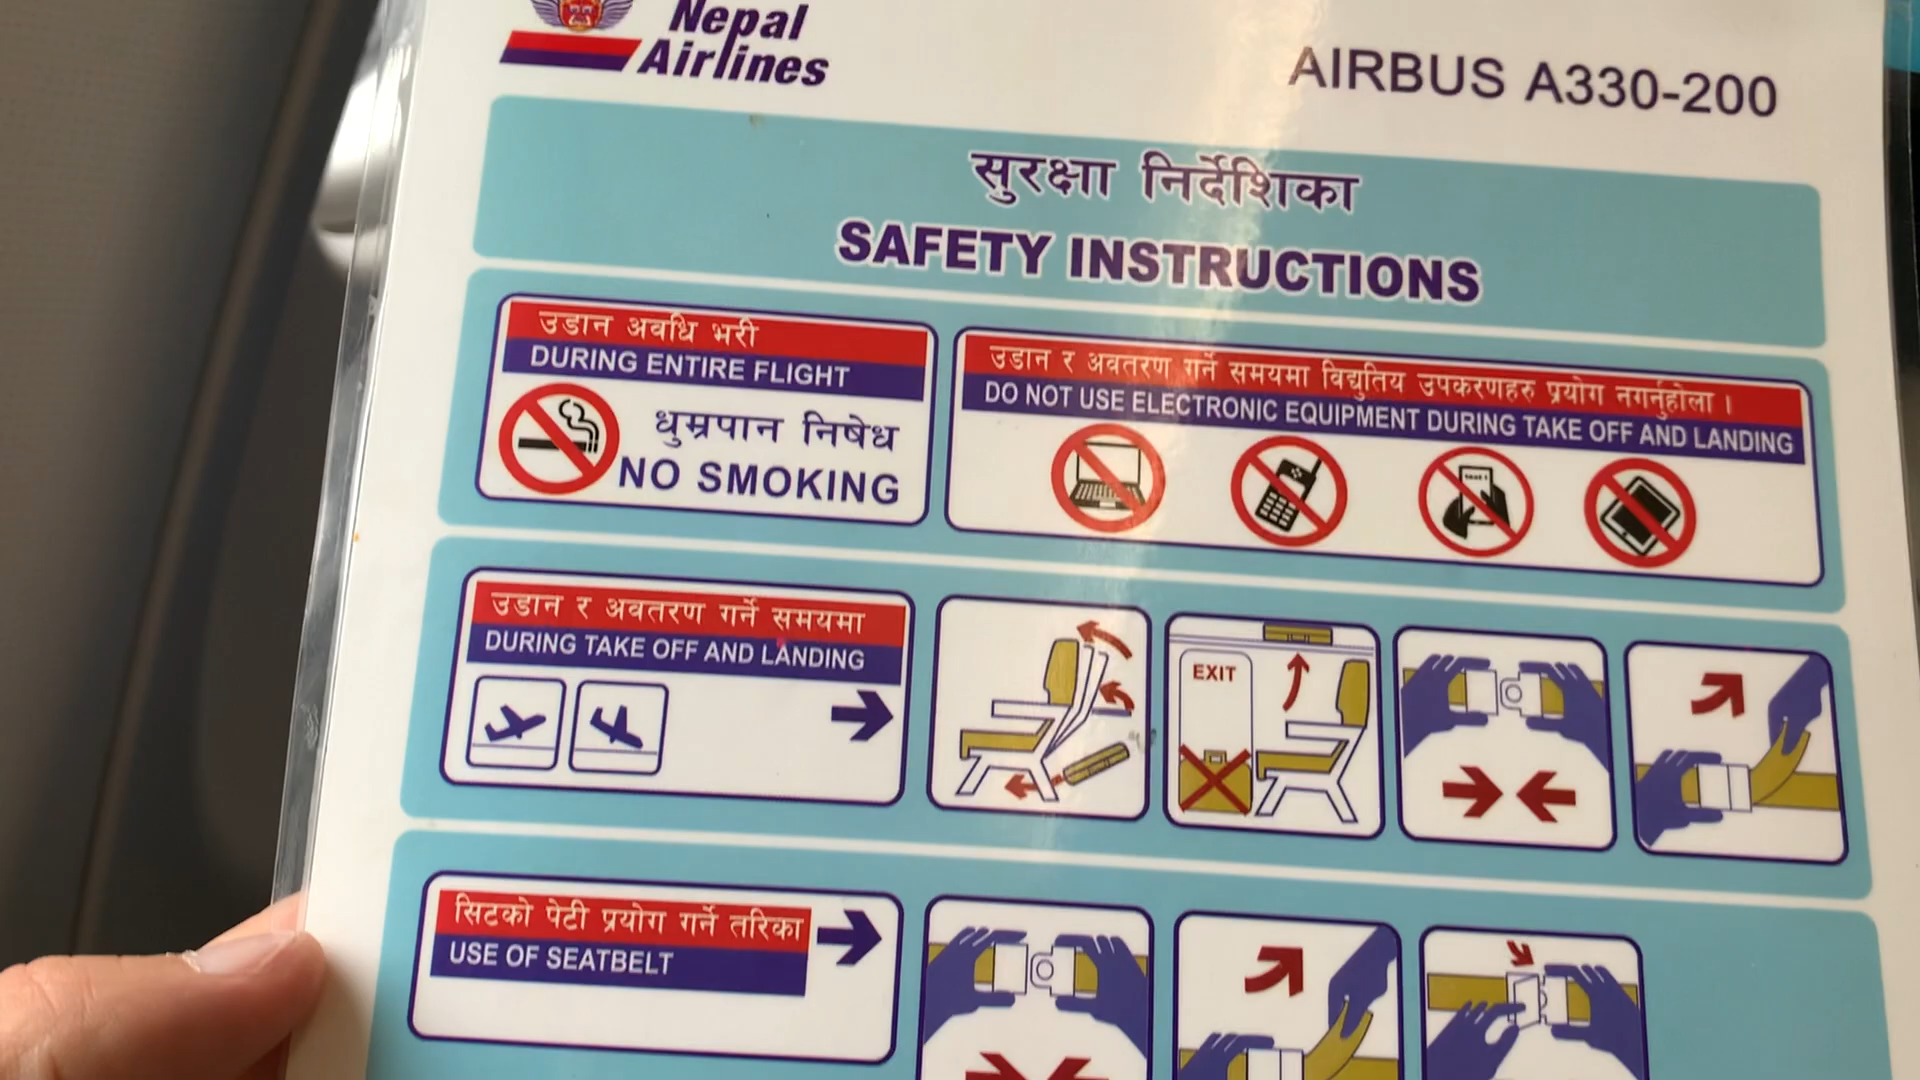 Nepal
Airlines
AIRBUS A330-200
सुरक्षा निर्देशिका
SAFETY INSTRUCTIONS
उडान अवधि भरी
DURING ENTIRE FLIGHT
धुम्रपान निषेध
NO SMOKING
उडान र अवतरण गर्ने समयमा विद्युतिय उपकरणहरु प्रयोग नगर्नुहोला ।
DO NOT USE ELECTRONIC EQUIPMENT DURING TAKE OFF AND LANDING
उडान र अवतरण गर्ने समयमा
DURING TAKE OFF AND LANDING
EXIT
सिटको पेटी प्रयोग गर्ने तरिका
USE OF SEATBELT